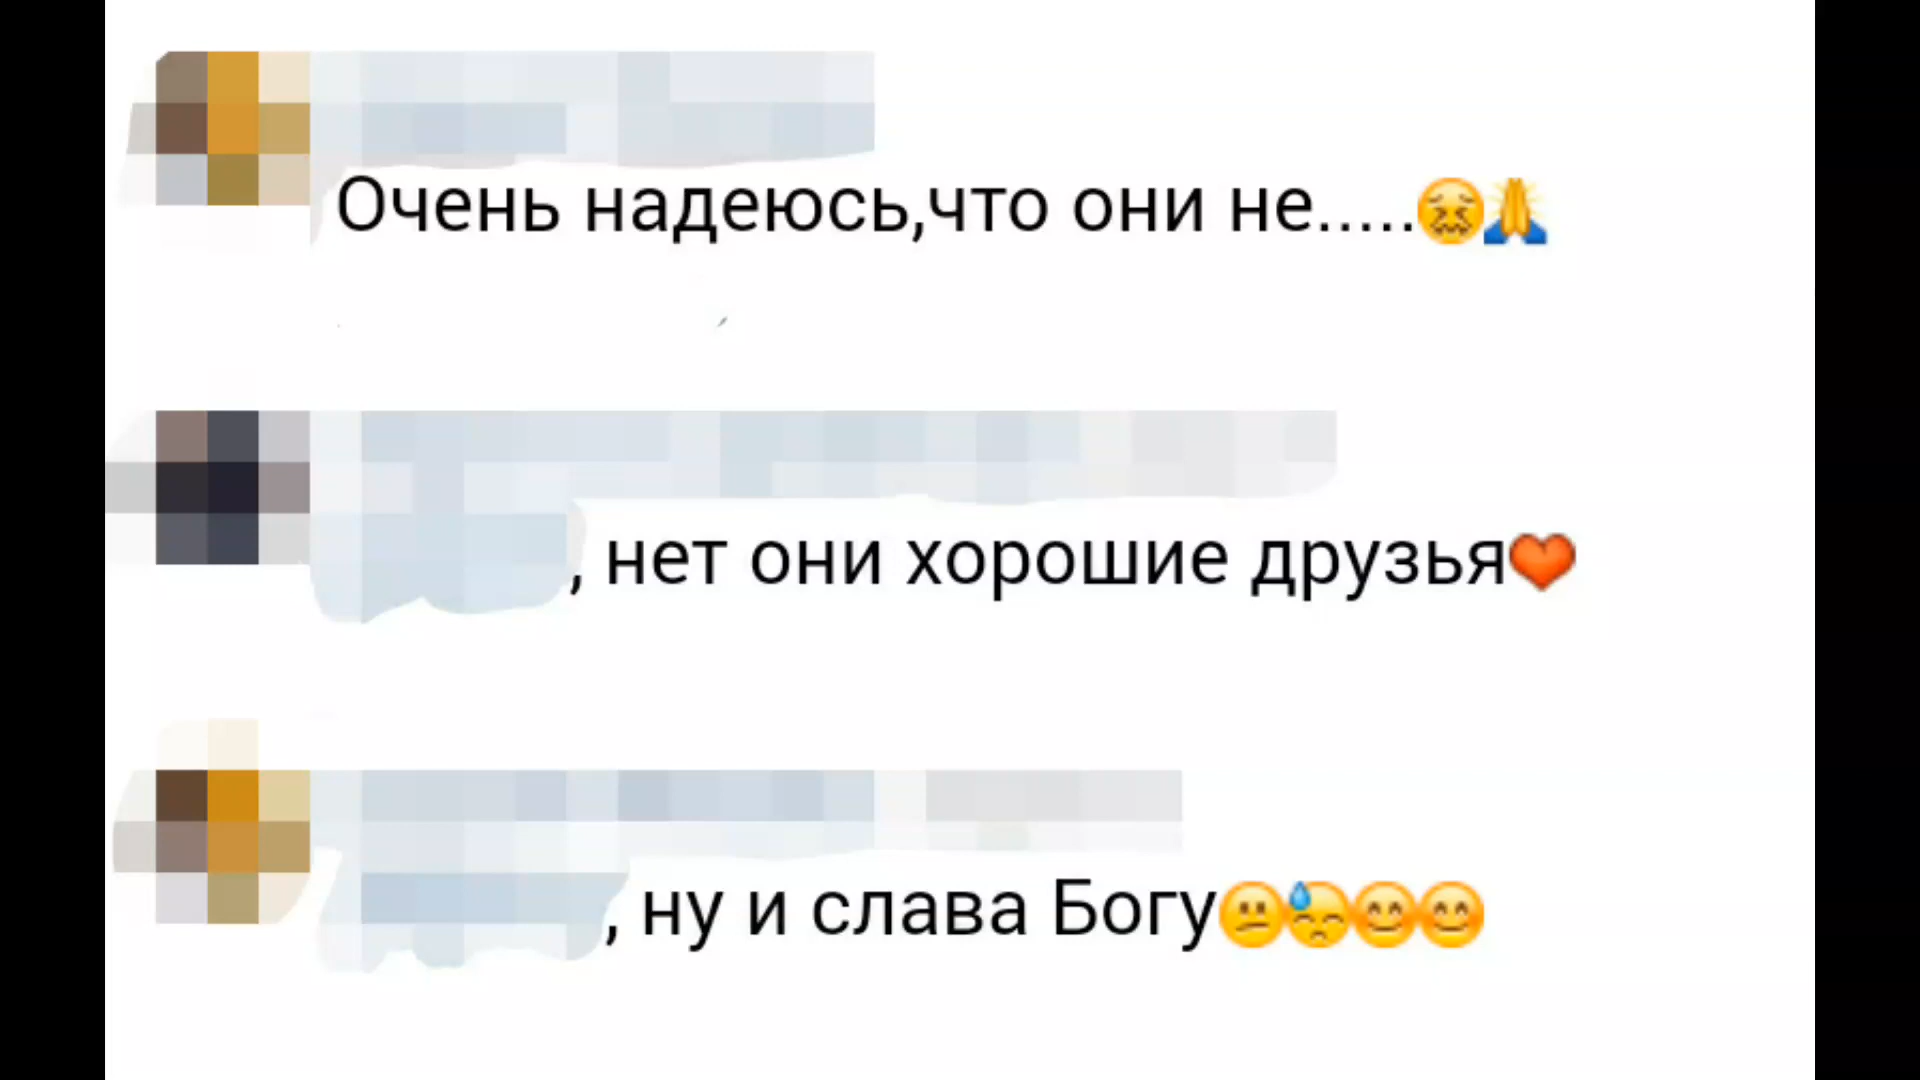 Очень надеюсь,что они не.....😖🙏
, нет они хорошие друзья❤
, ну и слава Богу😕😓😊😊